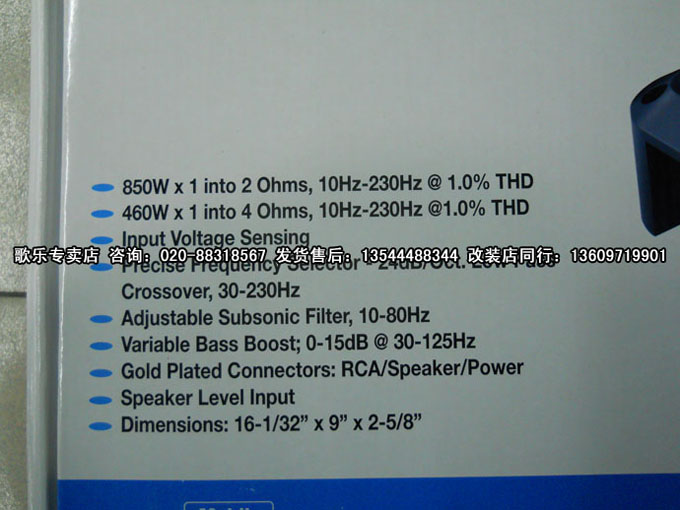 850W x 1 into 2 Ohms, 10Hz-230Hz @ 1.0% THD
460W x 1 into 4 Ohms, 10Hz-230Hz @1.0% THD
Input Voltage Sensing
歌乐专卖店 咨询：020-88318567 发货售后：13544488344 改装店同行：13609719901
Precise Frequency Selector - 24dB/Oct. Low Pass
Crossover, 30-230Hz
Adjustable Subsonic Filter, 10-80Hz
Variable Bass Boost; 0-15dB @ 30-125Hz
Gold Plated Connectors: RCA/Speaker/Power
Speaker Level Input
Dimensions: 16-1/32” x 9” x 2-5/8”